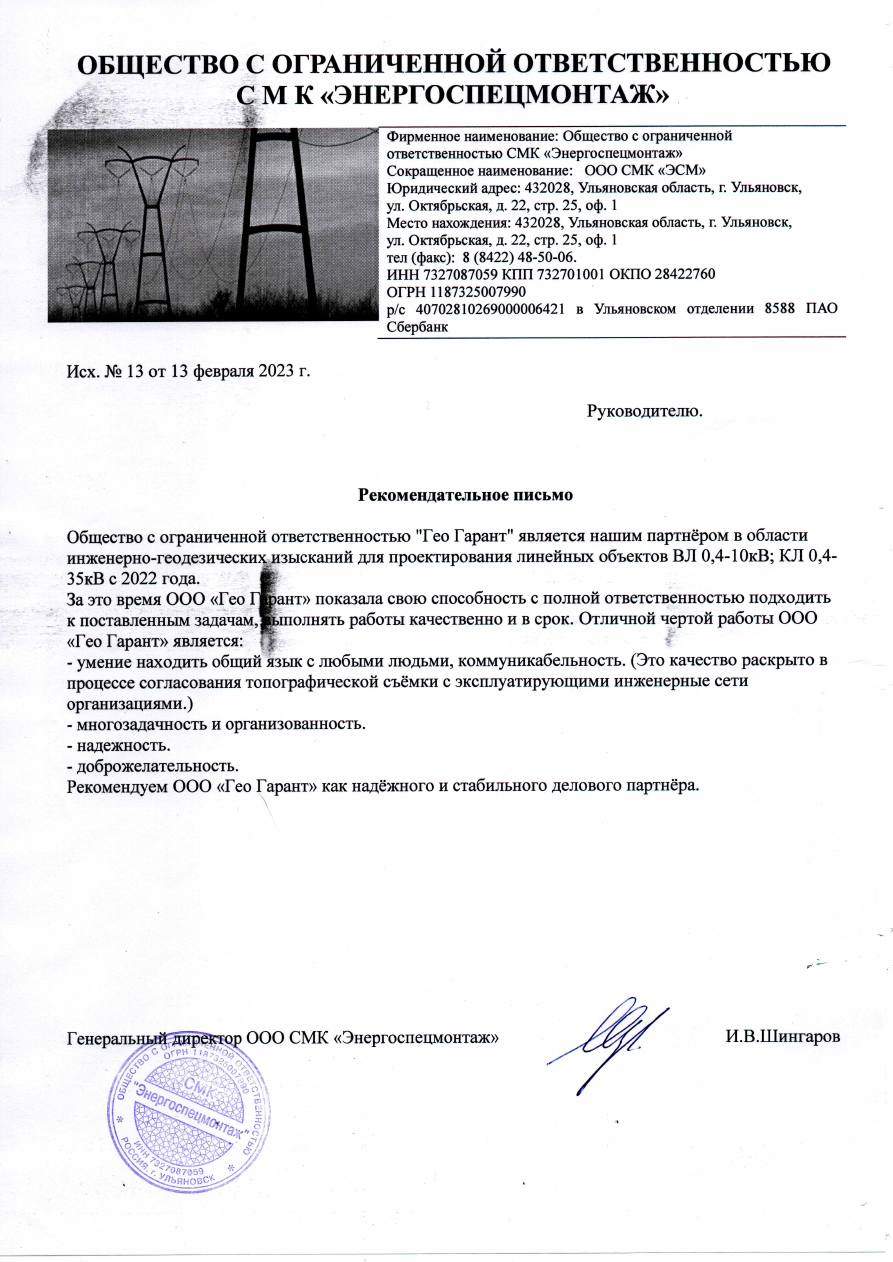 ОБЩЕСТВО С ОГРАНИЧЕННОЙ ОТВЕТСТВЕННОСТЬЮ
С М К «ЭНЕРГОСПЕЦМОНТАЖ»
Фирменное наименование: Общество с ограниченной
ответственностью СМК «Энергоспецмонтаж»
Сокращенное наименование: ООО СМК «ЭСМ»
Юридический адрес: 432028, Ульяновская область, г. Ульяновск,
ул. Октябрьская, д. 22, стр. 25, оф. 1
Место нахождения: 432028, Ульяновская область, г. Ульяновск,
ул. Октябрьская, д. 22, стр. 25, оф. 1
тел (факс): 8 (8422) 48-50-06.
ИНН 7327087059 КПП 732701001 ОКПО 28422760
ОГРН 1187325007990
р/с 40702810269000006421 в Ульяновском отделении 8588 ПАО
Сбербанк
Исх. № 13 от 13 февраля 2023 г.
Руководителю.
Рекомендательное письмо
Общество с ограниченной ответственностью "Гео Гарант" является нашим партнёром в области
инженерно-геодезических изысканий для проектирования линейных объектов ВЛ 0,4-10кВ; КЛ 0,4-
35кВ с 2022 года.
За это время ООО «Гео Гарант» показала свою способность с полной ответственностью подходить
к поставленным задачам, выполнять работы качественно и в срок. Отличной чертой работы ООО
«Гео Гарант» является:
- умение находить общий язык с любыми людьми, коммуникабельность. (Это качество раскрыто в
процессе согласования топографической съёмки с эксплуатирующими инженерные сети
организациями.)
- многозадачность и организованность.
- надежность.
- доброжелательность.
Рекомендуем ООО «Гео Гарант» как надёжного и стабильного делового партнёра.
Генеральный директор ООО СМК «Энергоспецмонтаж» И.В.Шингаров
ОБЩЕСТВО С ОГРАНИЧЕННОЙ ОТВЕТСТВЕННОСТЬЮ
ОГРН 1187325007990
СМК
"Энергоспецмонтаж"
ИНН 7327087059
РОССИЯ, г. УЛЬЯНОВСК